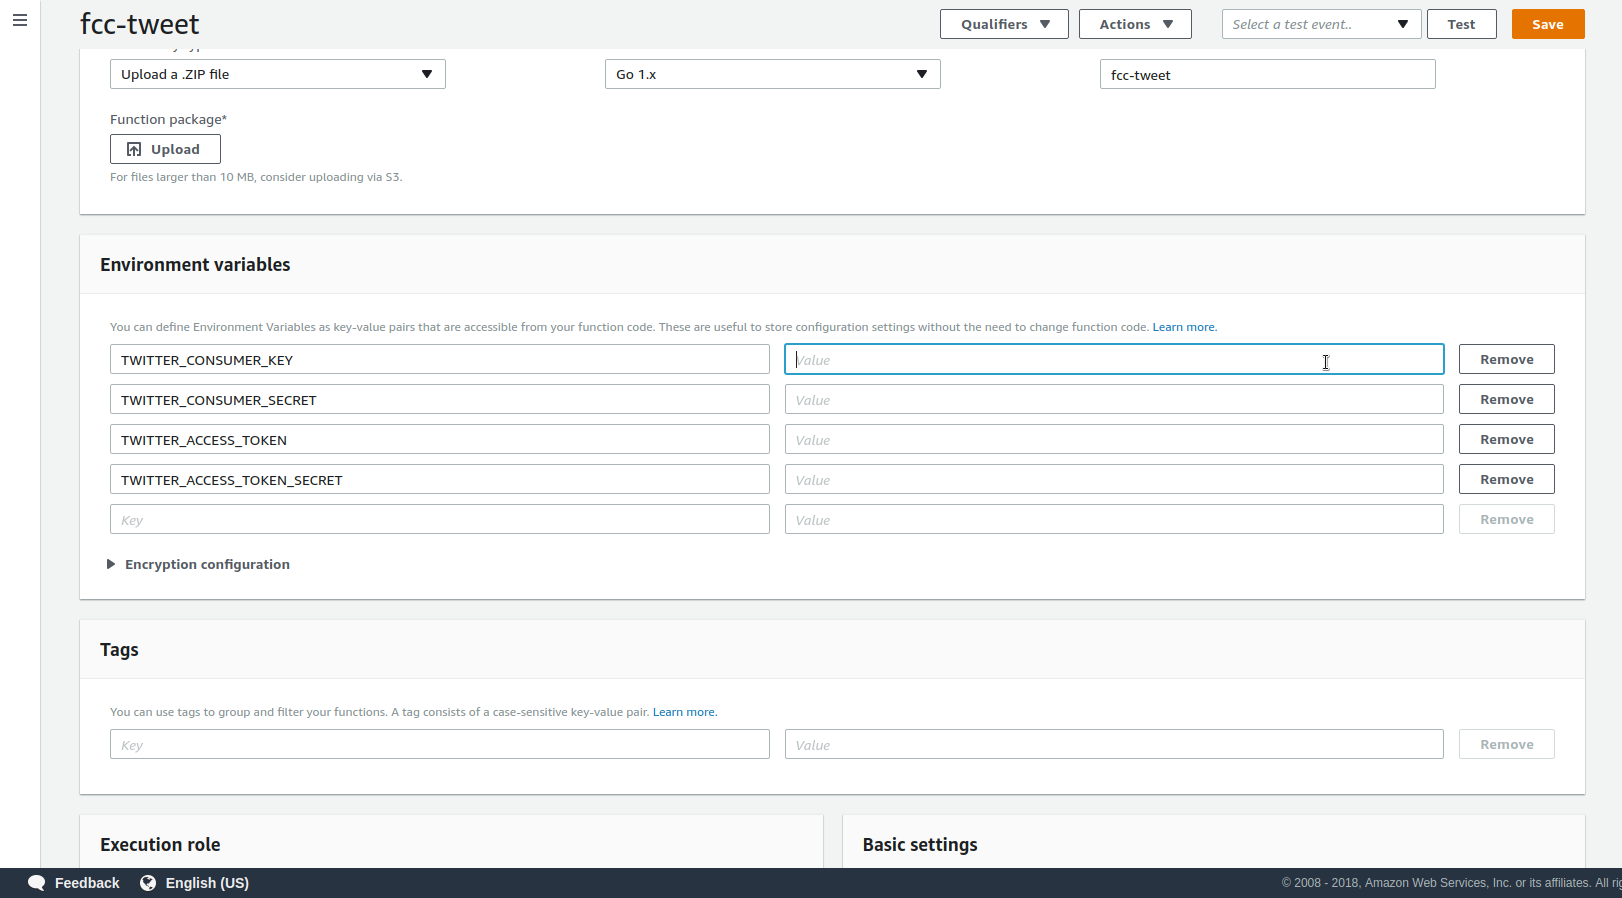 fcc-tweet
Qualifiers
Actions
Select a test event..
Test
Save
Upload a .ZIP file
Go 1.x
fcc-tweet
Function package*
Upload
For files larger than 10 MB, consider uploading via S3.
Environment variables
You can define Environment Variables as key-value pairs that are accessible from your function code. These are useful to store configuration settings without the need to change function code. Learn more.
TWITTER_CONSUMER_KEY
Value
Remove
TWITTER_CONSUMER_SECRET
Value
Remove
TWITTER_ACCESS_TOKEN
Value
Remove
TWITTER_ACCESS_TOKEN_SECRET
Value
Remove
Key
Value
Remove
Encryption configuration
Tags
You can use tags to group and filter your functions. A tag consists of a case-sensitive key-value pair. Learn more.
Key
Value
Remove
Execution role
Basic settings
Feedback
English (US)
© 2008 - 2018, Amazon Web Services, Inc. or its affiliates. All